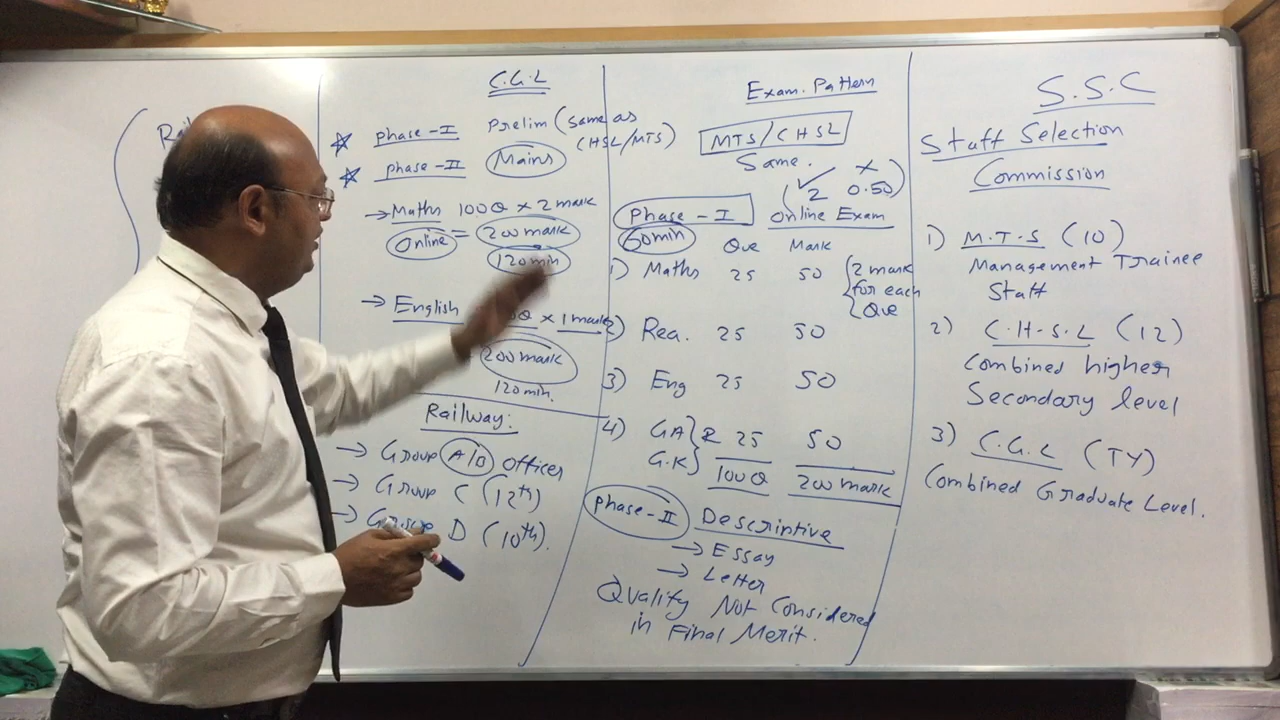 Rail
C.G.L
☆ phase-I Prelim (same as
CHSL/MTS)
☆ phase-II Mains
→ Maths 100Q × 2 mark
Online = 200 mark
120 min
→ English × 1 mark
200 mark
120 min.
Railway:
→ Group A/B officer
→ Group C (12th)
→ Group D (10th).
Exam. Pattern
MTS/CHSL
Same.
(✓ 2 × 0.50)
Phase-I Online Exam
60min Que Mark
1) Maths 25 50 {2 mark
for each
Que
2) Rea. 25 50
3) Eng 25 50
4) GA
G.K} 25 50
100Q 200 mark
phase-II Descriptive
→ Essay
→ Letter
Qualify Not Considered
in Final Merit.
S.S.C
Staff Selection
Commission
1) M.T.S (10)
Management Trainee
Staff
2) C.H.S.L (12)
Combined higher
Secondary level
3) C.G.L (TY)
Combined Graduate Level.